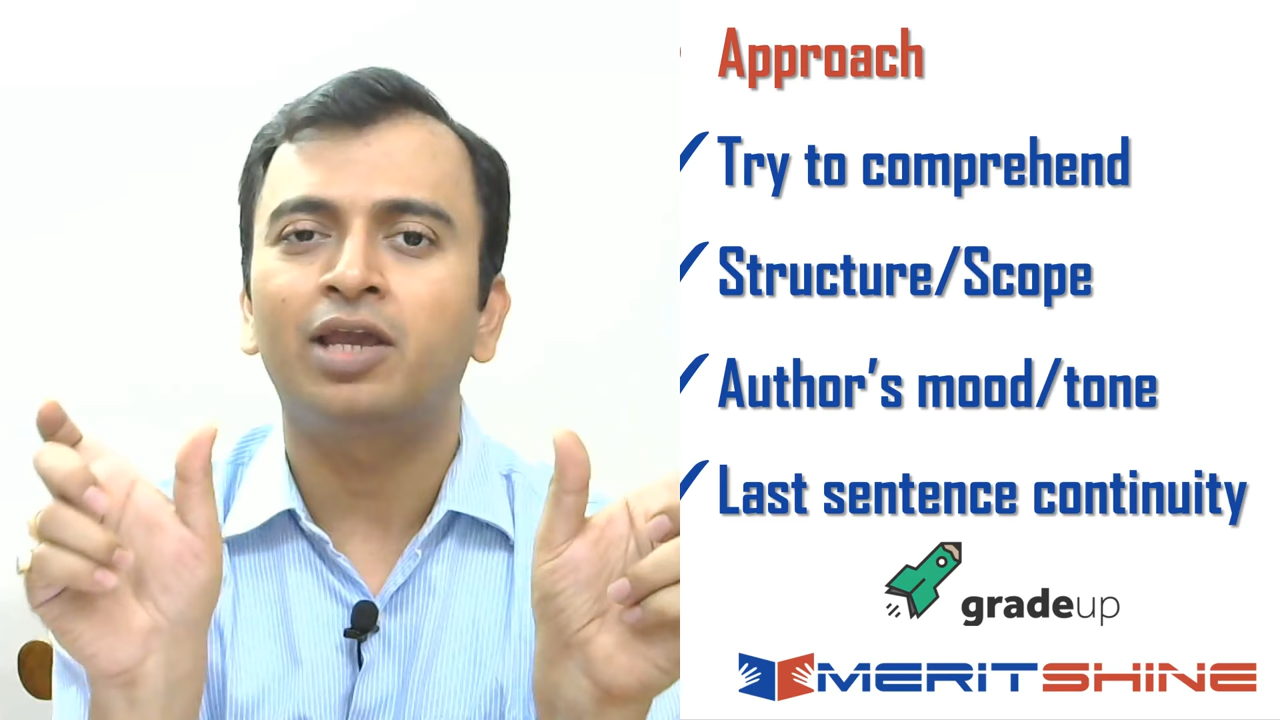 Approach
Try to comprehend
Structure/Scope
Author's mood/tone
Last sentence continuity
gradeup
MERITSHINE